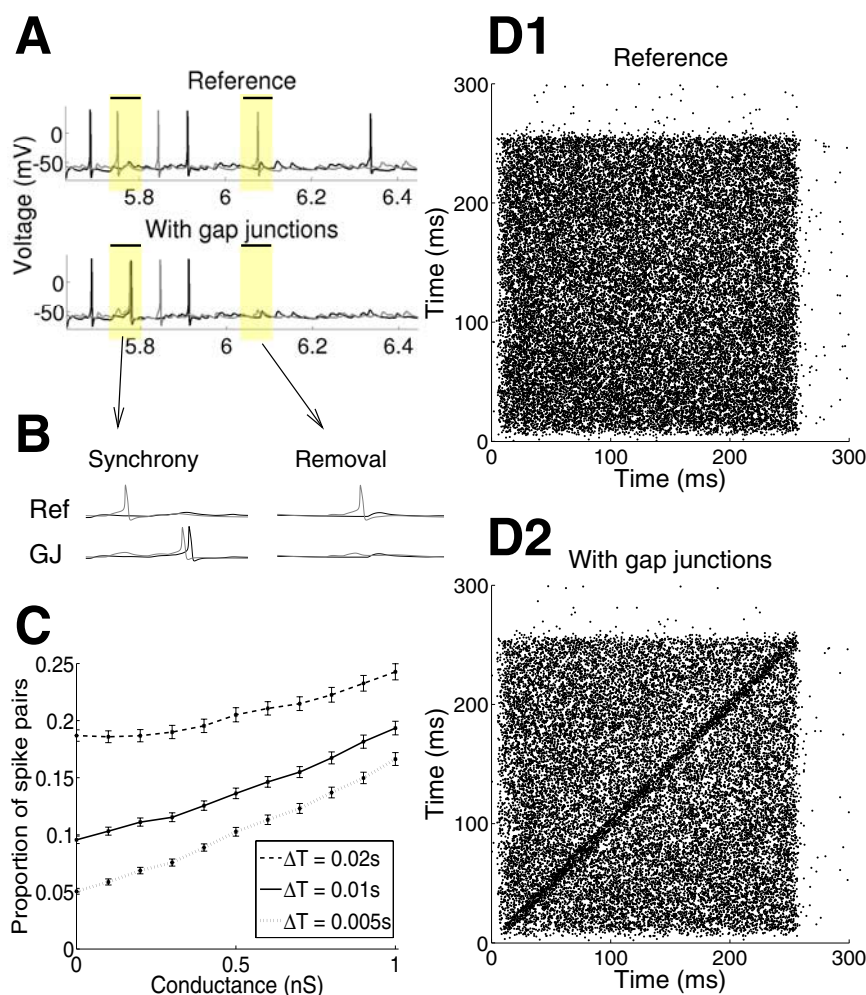 A
Reference
0
-50
5.8 6 6.2 6.4
Voltage (mV)
With gap junctions
0
-50
5.8 6 6.2 6.4
B
Synchrony Removal
Ref
GJ
C
0.25
0.2
0.15
0.1
0.05
0
Proportion of spike pairs
ΔT = 0.02s
ΔT = 0.01s
ΔT = 0.005s
0 0.5 1
Conductance (nS)
D1
Reference
300
200
100
0
Time (ms)
0 100 200 300
Time (ms)
D2
With gap junctions
300
200
100
0
Time (ms)
0 100 200 300
Time (ms)